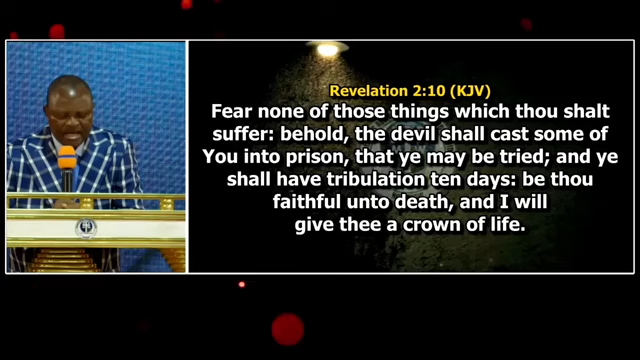 Revelation 2:10 (KJV)
Fear none of those things which thou shalt
suffer: behold, the devil shall cast some of
You into prison, that ye may be tried; and ye
shall have tribulation ten days: be thou
faithful unto death, and I will
give thee a crown of life.